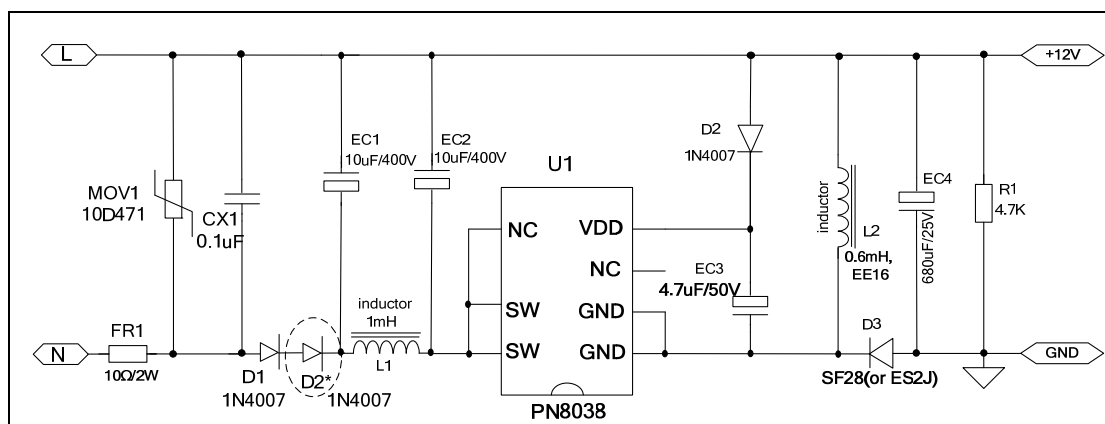 L
+12V
D2
1N4007
EC1
10uF/400V
EC2
10uF/400V
U1
MOV1
10D471
CX1
0.1uF
NC
SW
SW
VDD
NC
GND
GND
PN8038
EC3
4.7uF/50V
inductor
L2
0.6mH,
EE16
EC4
680uF/25V
R1
4.7K
inductor
1mH
L1
N
FR1
10Ω/2W
D1
1N4007
D2*
1N4007
D3
SF28(or ES2J)
GND